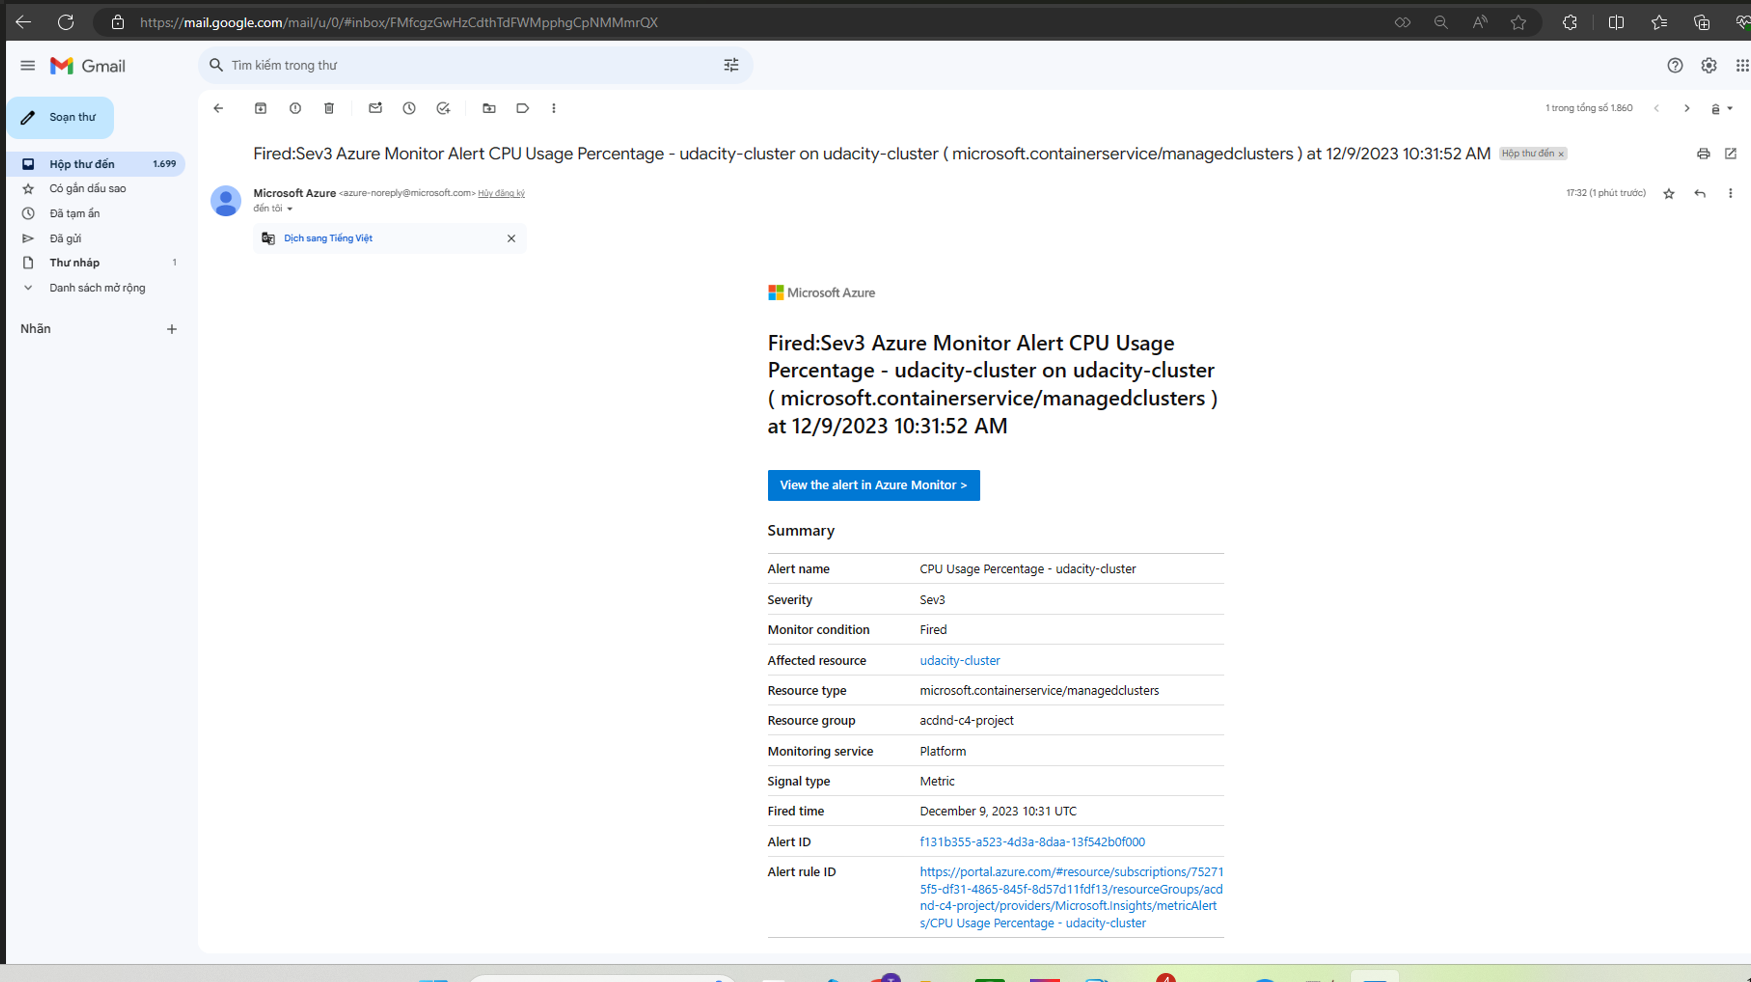 https://mail.google.com/mail/u/0/#inbox/FMfcgzGwHzCdthTdFWMpphgCpNMMmrQX
Gmail
Tìm kiếm trong thư
Soạn thư
1 trong tổng số 1.860
Hộp thư đến 1.699
Có gắn dấu sao
Đã tạm ẩn
Đã gửi
Thư nháp 1
Danh sách mở rộng
Nhãn
Fired:Sev3 Azure Monitor Alert CPU Usage Percentage - udacity-cluster on udacity-cluster ( microsoft.containerservice/managedclusters ) at 12/9/2023 10:31:52 AM Hộp thư đến
Microsoft Azure <azure-noreply@microsoft.com> Hủy đăng ký
17:32 (1 phút trước)
đến tôi
Dịch sang Tiếng Việt
Microsoft Azure
Fired:Sev3 Azure Monitor Alert CPU Usage
Percentage - udacity-cluster on udacity-cluster
( microsoft.containerservice/managedclusters )
at 12/9/2023 10:31:52 AM
View the alert in Azure Monitor >
Summary
Alert name CPU Usage Percentage - udacity-cluster
Severity Sev3
Monitor condition Fired
Affected resource udacity-cluster
Resource type microsoft.containerservice/managedclusters
Resource group acdnd-c4-project
Monitoring service Platform
Signal type Metric
Fired time December 9, 2023 10:31 UTC
Alert ID f131b355-a523-4d3a-8daa-13f542b0f000
Alert rule ID https://portal.azure.com/#resource/subscriptions/75271
5f5-df31-4865-845f-8d57d11fdf13/resourceGroups/acd
nd-c4-project/providers/Microsoft.Insights/metricAlert
s/CPU Usage Percentage - udacity-cluster